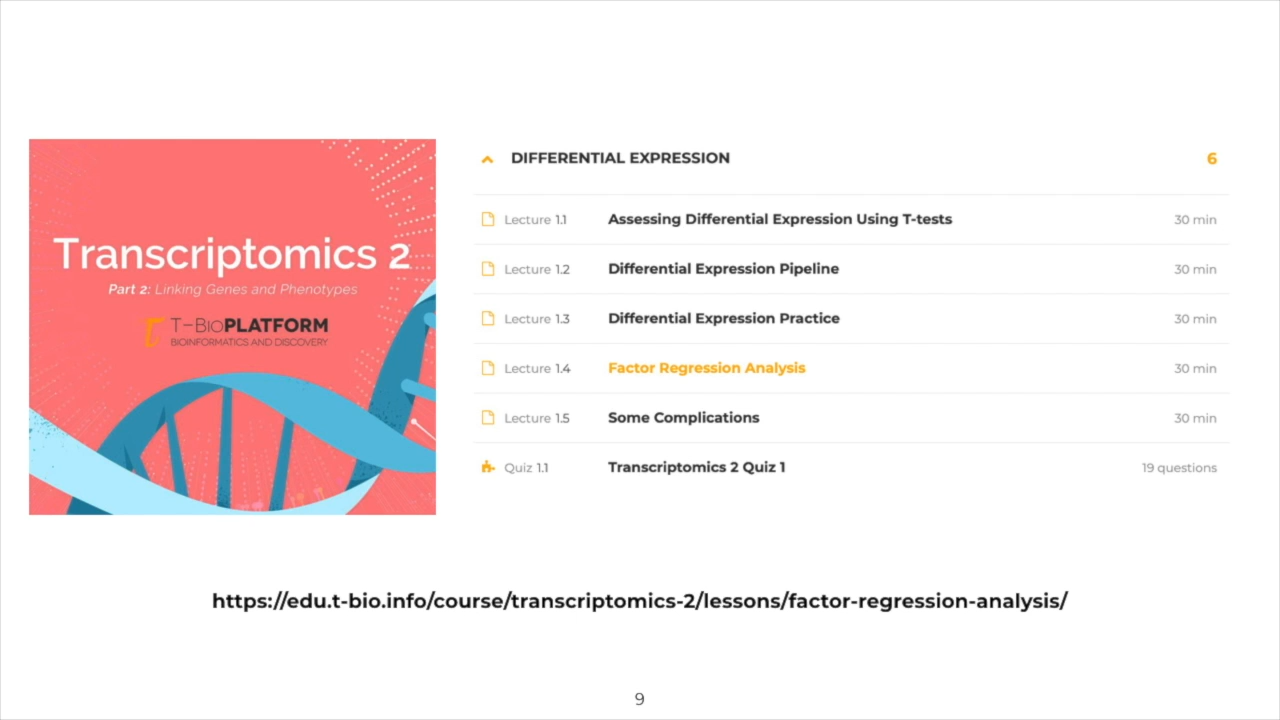 Transcriptomics 2
Part 2: Linking Genes and Phenotypes
T-BioPLATFORM
BIOINFORMATICS AND DISCOVERY
DIFFERENTIAL EXPRESSION 6
Lecture 1.1 Assessing Differential Expression Using T-tests 30 min
Lecture 1.2 Differential Expression Pipeline 30 min
Lecture 1.3 Differential Expression Practice 30 min
Lecture 1.4 Factor Regression Analysis 30 min
Lecture 1.5 Some Complications 30 min
Quiz 1.1 Transcriptomics 2 Quiz 1 19 questions
https://edu.t-bio.info/course/transcriptomics-2/lessons/factor-regression-analysis/
9